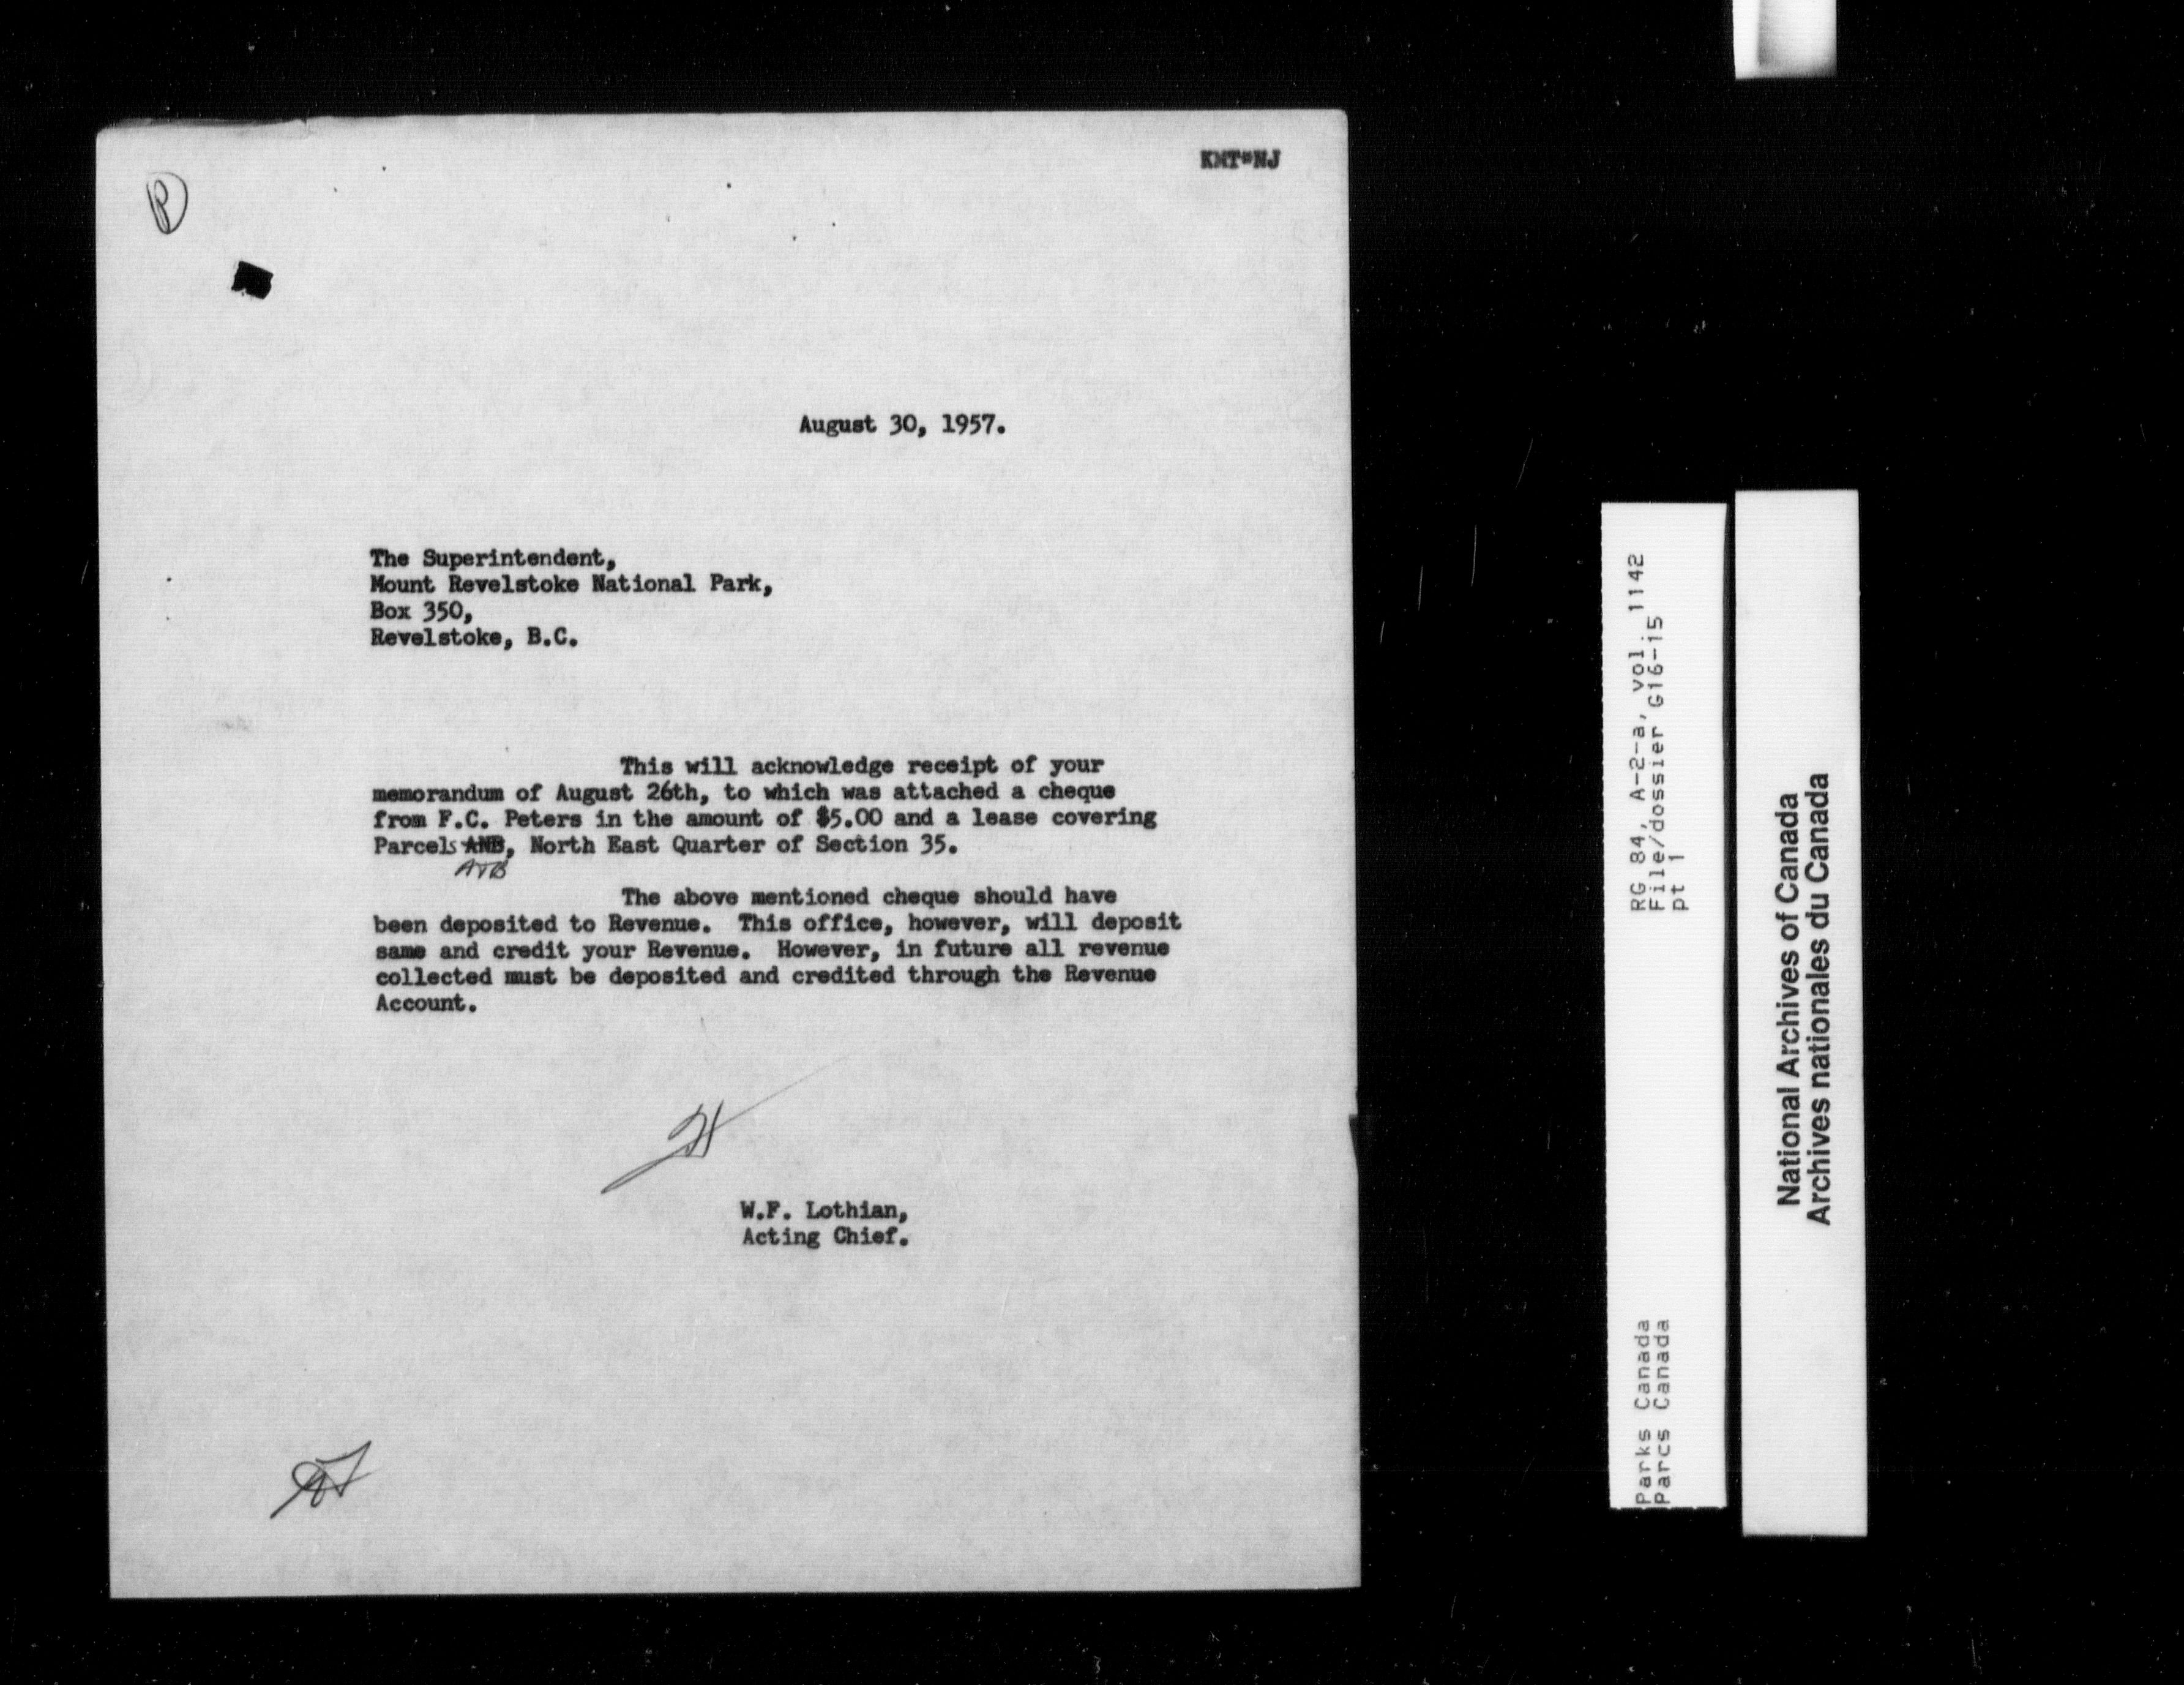 KMT*NJ
P
August 30, 1957.
The Superintendent,
Mount Revelstoke National Park,
Box 350,
Revelstoke, B.C.
This will acknowledge receipt of your
memorandum of August 26th, to which was attached a cheque
from F.C. Peters in the amount of $5.00 and a lease covering
Parcels ANB, North East Quarter of Section 35.
A+B
The above mentioned cheque should have
been deposited to Revenue. This office, however, will deposit
same and credit your Revenue. However, in future all revenue
collected must be deposited and credited through the Revenue
Account.
W.F. Lothian,
Acting Chief.
RG 84, A-2-a, vol. 1142
File/dossier G16-15
pt 1
Parks Canada
Parcs Canada
National Archives of Canada
Archives nationales du Canada